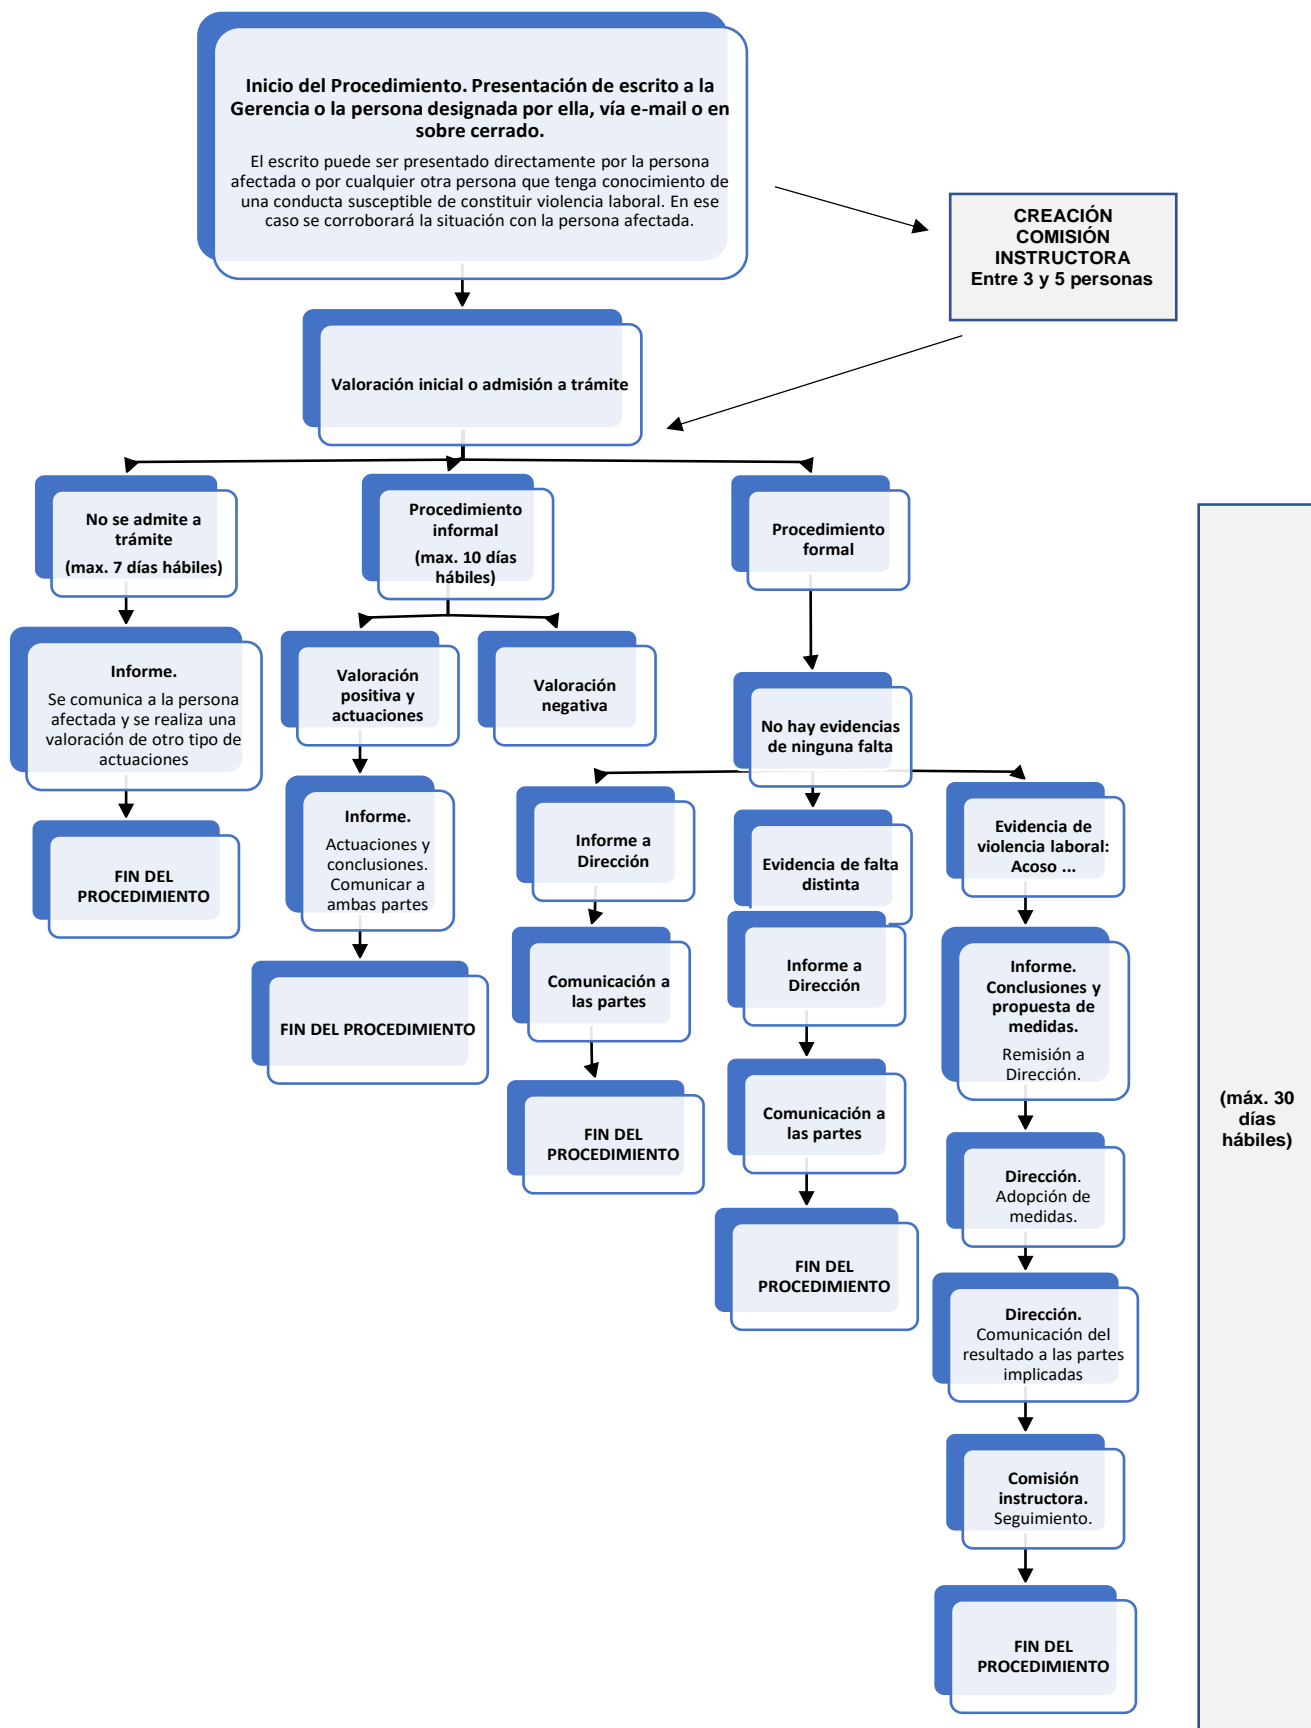 Inicio del Procedimiento. Presentación de escrito a la
Gerencia o la persona designada por ella, vía e-mail o en
sobre cerrado.
El escrito puede ser presentado directamente por la persona
afectada o por cualquier otra persona que tenga conocimiento de
una conducta susceptible de constituir violencia laboral. En ese
caso se corroborará la situación con la persona afectada.
CREACIÓN
COMISIÓN
INSTRUCTORA
Entre 3 y 5 personas
Valoración inicial o admisión a trámite
No se admite a
trámite
(max. 7 días hábiles)
Procedimiento
informal
(max. 10 días
hábiles)
Procedimiento
formal
Informe.
Se comunica a la persona
afectada y se realiza una
valoración de otro tipo de
actuaciones
FIN DEL
PROCEDIMIENTO
Valoración
positiva y
actuaciones
Valoración
negativa
Informe.
Actuaciones y
conclusiones.
Comunicar a
ambas partes
FIN DEL PROCEDIMIENTO
No hay evidencias
de ninguna falta
Informe a
Dirección
Comunicación a
las partes
FIN DEL
PROCEDIMIENTO
Evidencia de falta
distinta
Informe a
Dirección
Comunicación a
las partes
FIN DEL
PROCEDIMIENTO
Evidencia de
violencia laboral:
Acoso ...
Informe.
Conclusiones y
propuesta de
medidas.
Remisión a
Dirección.
Dirección.
Adopción de
medidas.
Dirección.
Comunicación del
resultado a las partes
implicadas
Comisión
instructora.
Seguimiento.
FIN DEL
PROCEDIMIENTO
(máx. 30
días
hábiles)